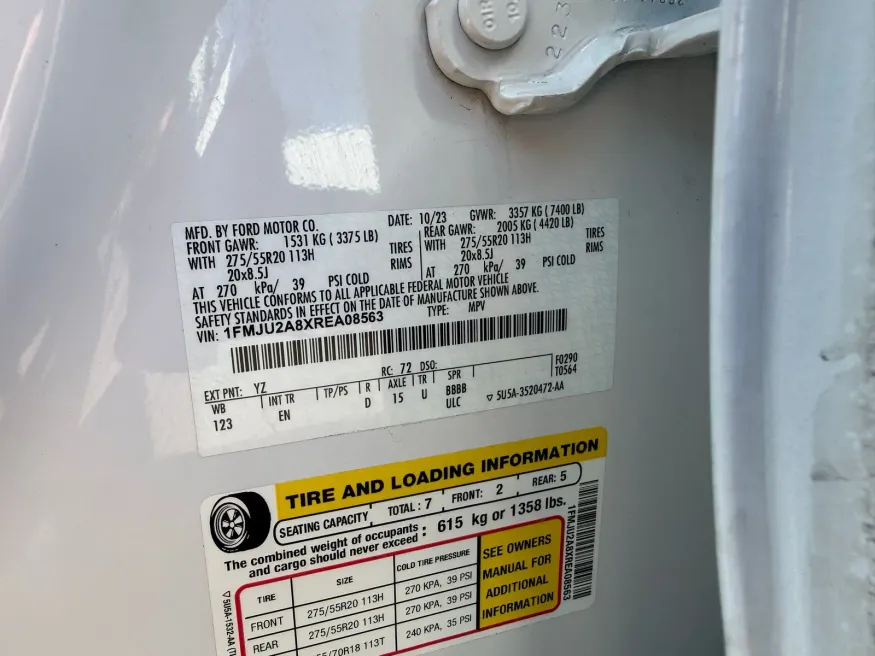 223
MFD. BY FORD MOTOR CO. DATE: 10/23 GVWR: 3357 KG ( 7400 LB)
FRONT GAWR: 1531 KG ( 3375 LB) REAR GAWR: 2005 KG ( 4420 LB)
WITH 275/55R20 113H TIRES WITH 275/55R20 113H TIRES
20x8.5J RIMS 20x8.5J RIMS
AT 270 kPa/ 39 PSI COLD AT 270 kPa/ 39 PSI COLD
THIS VEHICLE CONFORMS TO ALL APPLICABLE FEDERAL MOTOR VEHICLE
SAFETY STANDARDS IN EFFECT ON THE DATE OF MANUFACTURE SHOWN ABOVE.
VIN: 1FMJU2A8XREA08563 TYPE: MPV
EXT PNT: YZ RC: 72 DSO: F0290
WB INT TR TP/PS R AXLE TR SPR T0564
123 EN D 15 U BBBB
ULC ▽ 5U5A-3520472-AA
TIRE AND LOADING INFORMATION
SEATING CAPACITY TOTAL : 7 FRONT: 2 REAR: 5
The combined weight of occupants
and cargo should never exceed : 615 kg or 1358 lbs.
TIRE SIZE COLD TIRE PRESSURE
FRONT 275/55R20 113H 270 KPA, 39 PSI
REAR 275/55R20 113H 270 KPA, 39 PSI
/70R18 113T 240 KPA, 35 PSI
SEE OWNERS
MANUAL FOR
ADDITIONAL
INFORMATION
1FMJU2A8XREA08563
▽ 5U5A-1532-AA